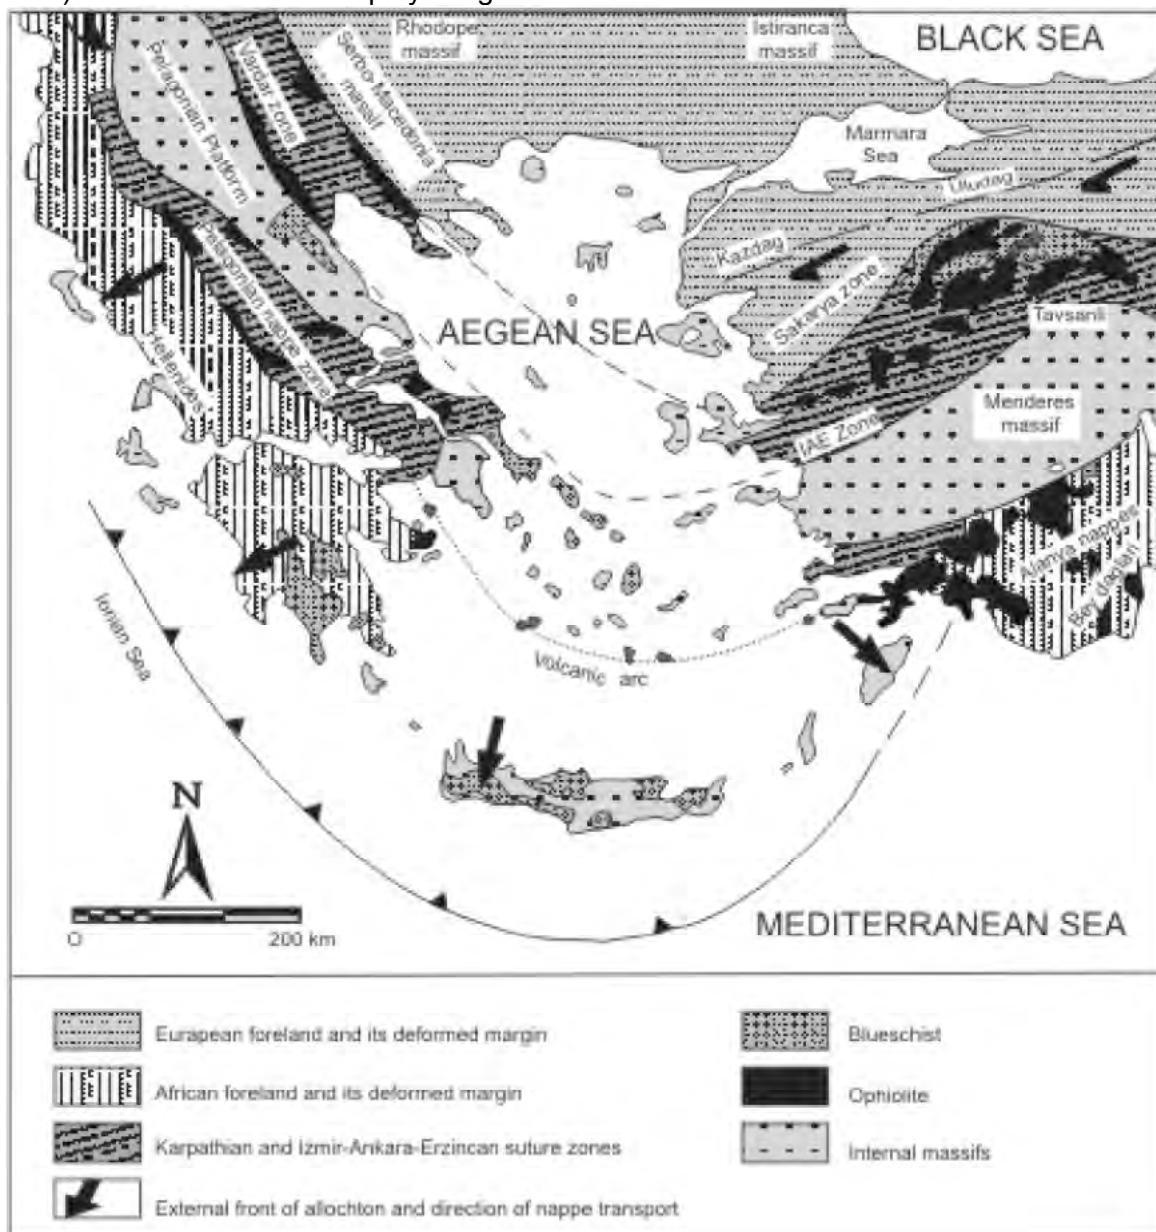 Rhodope
massif
Istiranca
massif
BLACK SEA
Pelagonian Platform
Vardar zone
Serbo-Macedonia
massif
Marmara
Sea
Uludag
Kazdag
Sakarya zone
Tavsanli
AEGEAN SEA
Pelagonian nappe zone
Hellenides
Menderes
massif
IAE Zone
Alanya nappes
Bey daglari
Ionian Sea
Volcanic arc
N
O
200 km
MEDITERRANEAN SEA
Eurapean foreland and its deformed margin
African foreland and its deformed margin
Karpathian and Izmir-Ankara-Erzincan suture zones
External front of allochton and direction of nappe transport
Blueschist
Ophiolite
Internal massifs